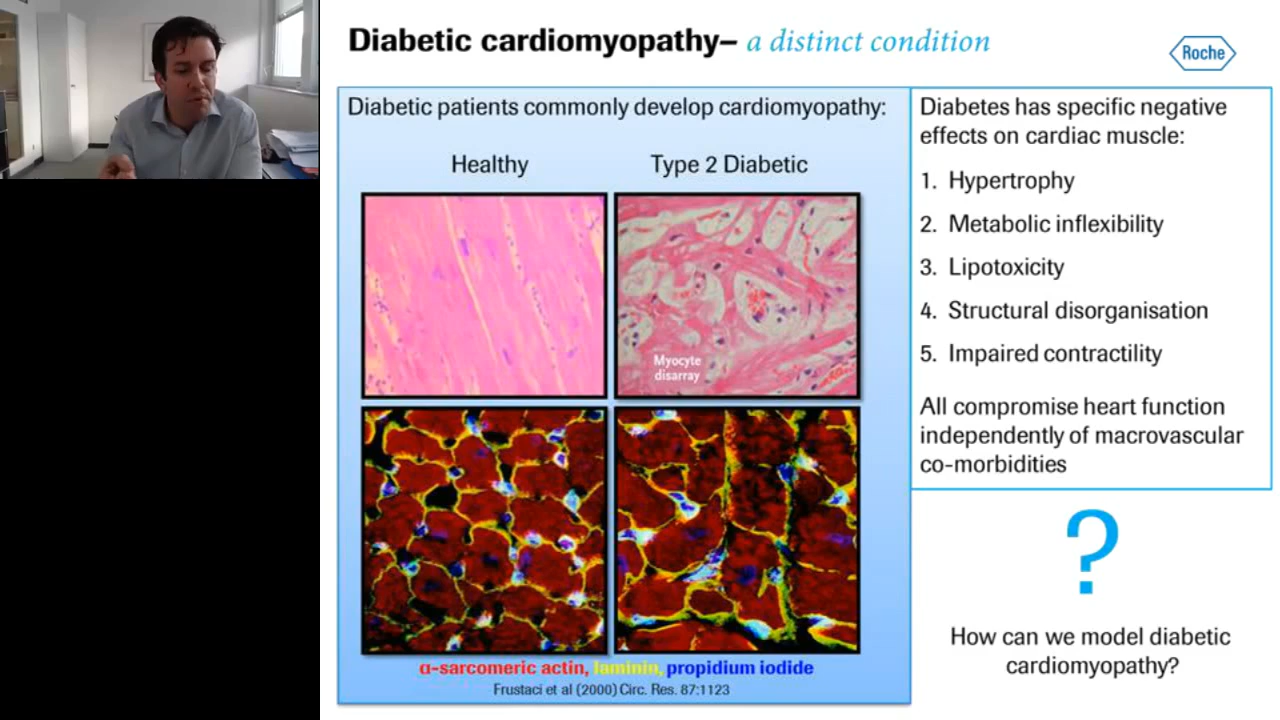 Diabetic cardiomyopathy– a distinct condition
Roche
Diabetic patients commonly develop cardiomyopathy:
Healthy
Type 2 Diabetic
Myocyte
disarray
α-sarcomeric actin, laminin, propidium iodide
Frustaci et al (2000) Circ. Res. 87:1123
Diabetes has specific negative
effects on cardiac muscle:
1. Hypertrophy
2. Metabolic inflexibility
3. Lipotoxicity
4. Structural disorganisation
5. Impaired contractility
All compromise heart function
independently of macrovascular
co-morbidities
?
How can we model diabetic
cardiomyopathy?